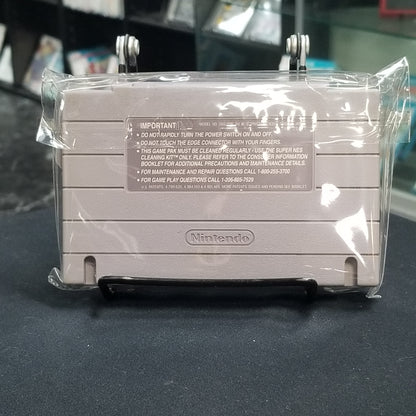 IMPORTANT:
• DO NOT RAPIDLY TURN THE POWER SWITCH ON AND OFF.
• DO NOT TOUCH THE EDGE CONNECTOR WITH YOUR FINGERS.
• THIS GAME PAK MUST BE CLEANED REGULARLY - USE THE SUPER NES
CLEANING KIT™ ONLY. PLEASE REFER TO THE CONSUMER INFORMATION
BOOKLET FOR ADDITIONAL PRECAUTIONS AND MAINTENANCE DETAILS.
• FOR MAINTENANCE AND REPAIR QUESTIONS CALL 1-800-255-3700
• FOR GAME PLAY QUESTIONS CALL 1-206-885-7529
Nintendo